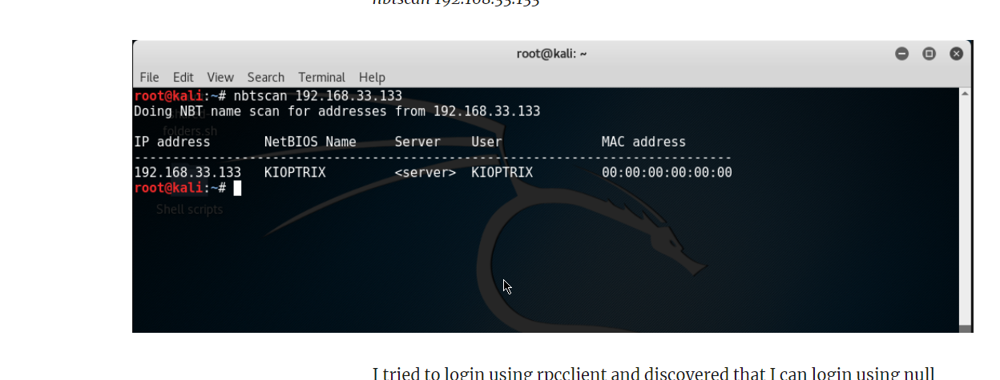 nbtscan 192.168.33.133
root@kali: ~
File Edit View Search Terminal Help
root@kali:~# nbtscan 192.168.33.133
Doing NBT name scan for addresses from 192.168.33.133
folders.sh
IP address NetBIOS Name Server User MAC address
------------------------------------------------------------------------------
192.168.33.133 KIOPTRIX <server> KIOPTRIX 00:00:00:00:00:00
root@kali:~#
Shell scripts
I tried to login using rpcclient and discovered that I can login using null